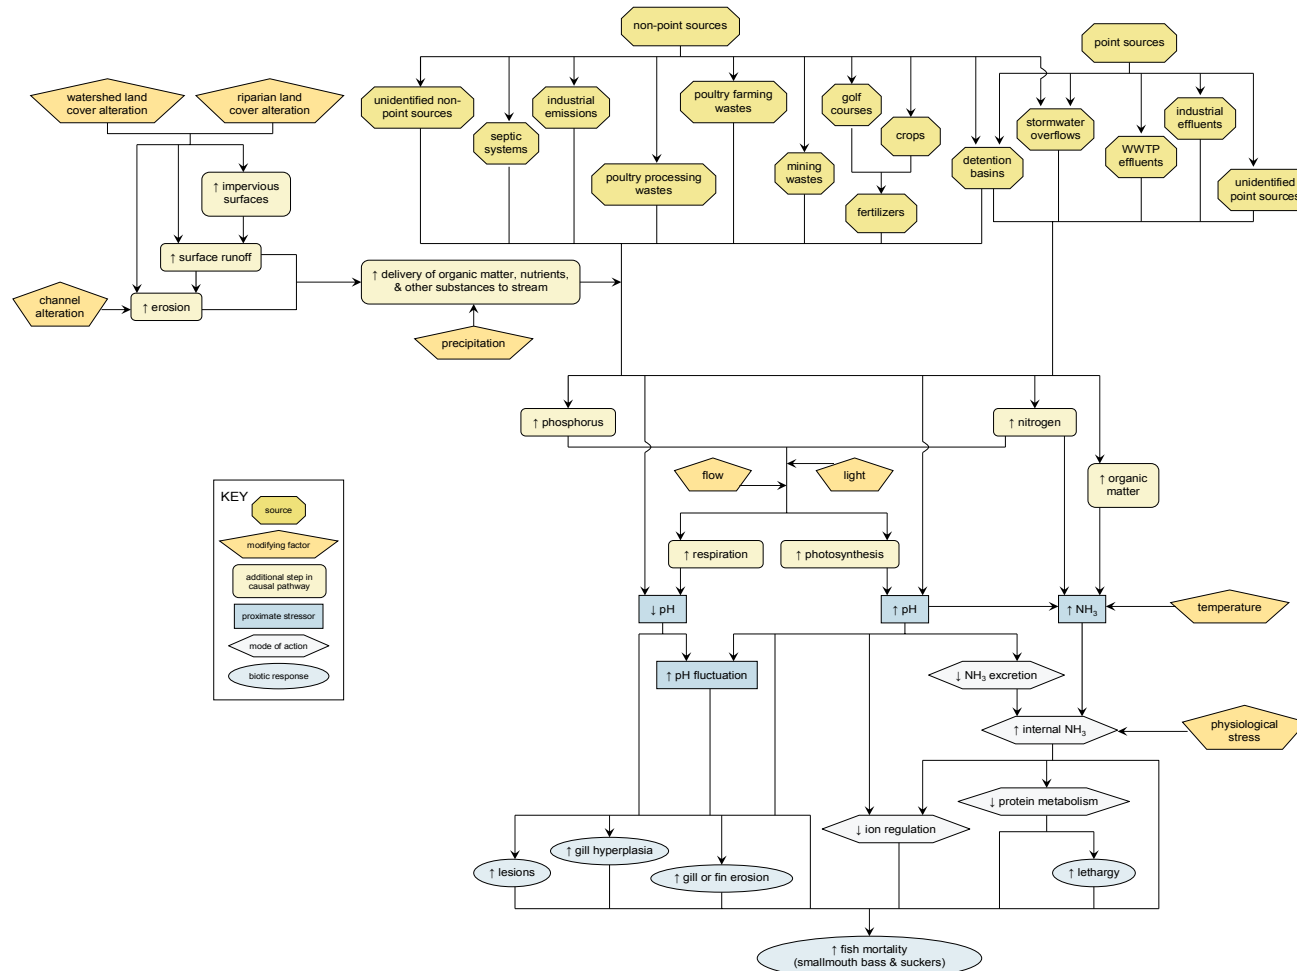 non-point sources
point sources
watershed land
cover alteration
riparian land
cover alteration
unidentified non-
point sources
septic
systems
industrial
emissions
poultry processing
wastes
poultry farming
wastes
mining
wastes
golf
courses
crops
fertilizers
detention
basins
stormwater
overflows
WWTP
effluents
industrial
effluents
unidentified
point sources
↑ impervious
surfaces
↑ surface runoff
↑ erosion
channel
alteration
↑ delivery of organic matter, nutrients,
& other substances to stream
precipitation
↑ phosphorus
↑ nitrogen
↑ organic
matter
flow
light
↑ respiration
↑ photosynthesis
↓ pH
↑ pH
↑ NH₃
temperature
↑ pH fluctuation
↓ NH₃ excretion
↑ internal NH₃
physiological
stress
↓ protein metabolism
↓ ion regulation
↑ gill hyperplasia
↑ lesions
↑ gill or fin erosion
↑ lethargy
↑ fish mortality
(smallmouth bass & suckers)
KEY
source
modifying factor
additional step in
causal pathway
proximate stressor
mode of action
biotic response